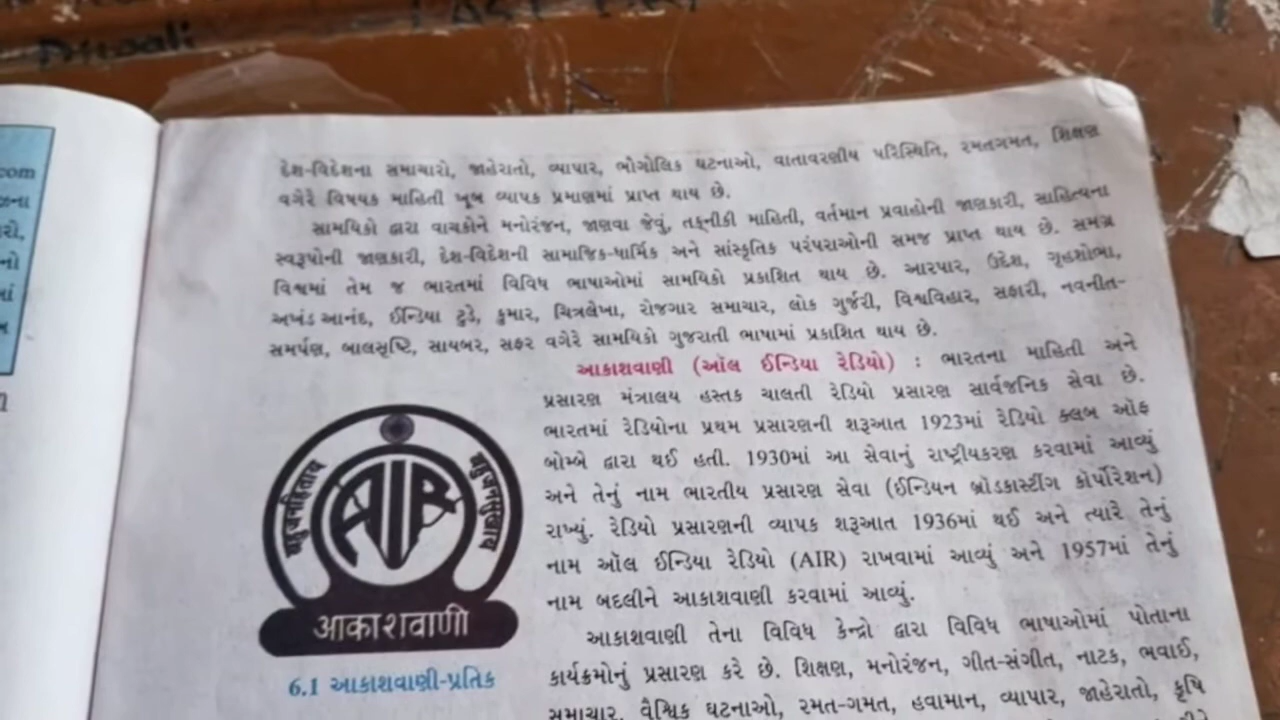 Diwali
com
જના
રો,
નો
માં
દેશ-વિદેશના સમાચારો, જાહેરાતો, વ્યાપાર, ભોગોલિક ઘટનાઓ, વાતાવરણીય પરિસ્થિતિ, રમતગમત, શિક્ષણ
વગેરે વિષયક માહિતી ખૂબ વ્યાપક પ્રમાણમાં પ્રાપ્ત થાય છે.
સામયિકો દ્વારા વાચકોને મનોરંજન, જાણવા જેવું, તક્નીકી માહિતી, વર્તમાન પ્રવાહોની જાણકારી, સાહિત્યના
સ્વરૂપોની જાણકારી, દેશ-વિદેશની સામાજિક-ધાર્મિક અને સાંસ્કૃતિક પરંપરાઓની સમજ પ્રાપ્ત થાય છે. સમગ્ર
વિશ્વમાં તેમ જ ભારતમાં વિવિધ ભાષાઓમાં સામયિકો પ્રકાશિત થાય છે. આરપાર, ઉદેશ, ગૃહશોભા,
અખંડ આનંદ, ઈન્ડિયા ટુડે, કુમાર, ચિત્રલેખા, રોજગાર સમાચાર, લોક ગુર્જરી, વિશ્વવિહાર, સફારી, નવનીત-
સમર્પણ, બાલસૃષ્ટિ, સાયબર, સફર વગેરે સામયિકો ગુજરાતી ભાષામાં પ્રકાશિત થાય છે.
આકાશવાણી (ઑલ ઈન્ડિયા રેડિયો) : ભારતના માહિતી અને
પ્રસારણ મંત્રાલય હસ્તક ચાલતી રેડિયો પ્રસારણ સાર્વજનિક સેવા છે.
ભારતમાં રેડિયોના પ્રથમ પ્રસારણની શરૂઆત 1923માં રેડિયો ક્લબ ઑફ
બોમ્બે દ્વારા થઈ હતી. 1930માં આ સેવાનું રાષ્ટ્રીયકરણ કરવામાં આવ્યું
અને તેનું નામ ભારતીય પ્રસારણ સેવા (ઈન્ડિયન બ્રૉડકાસ્ટીંગ કૉર્પોરેશન)
રાખ્યું. રેડિયો પ્રસારણની વ્યાપક શરૂઆત 1936માં થઈ અને ત્યારે તેનું
નામ ઑલ ઈન્ડિયા રેડિયો (AIR) રાખવામાં આવ્યું અને 1957માં તેનું
નામ બદલીને આકાશવાણી કરવામાં આવ્યું.
बहुजनहिताय
बहुजनसुखाय
AIR
आकाशवाणी
6.1 આકાશવાણી-પ્રતિક
આકાશવાણી તેના વિવિધ કેન્દ્રો દ્વારા વિવિધ ભાષાઓમાં પોતાના
કાર્યક્રમોનું પ્રસારણ કરે છે. શિક્ષણ, મનોરંજન, ગીત-સંગીત, નાટક, ભવાઈ,
સમાચાર, વૈશ્વિક ઘટનાઓ, રમત-ગમત, હવામાન, વ્યાપાર, જાહેરાતો, કૃષિ